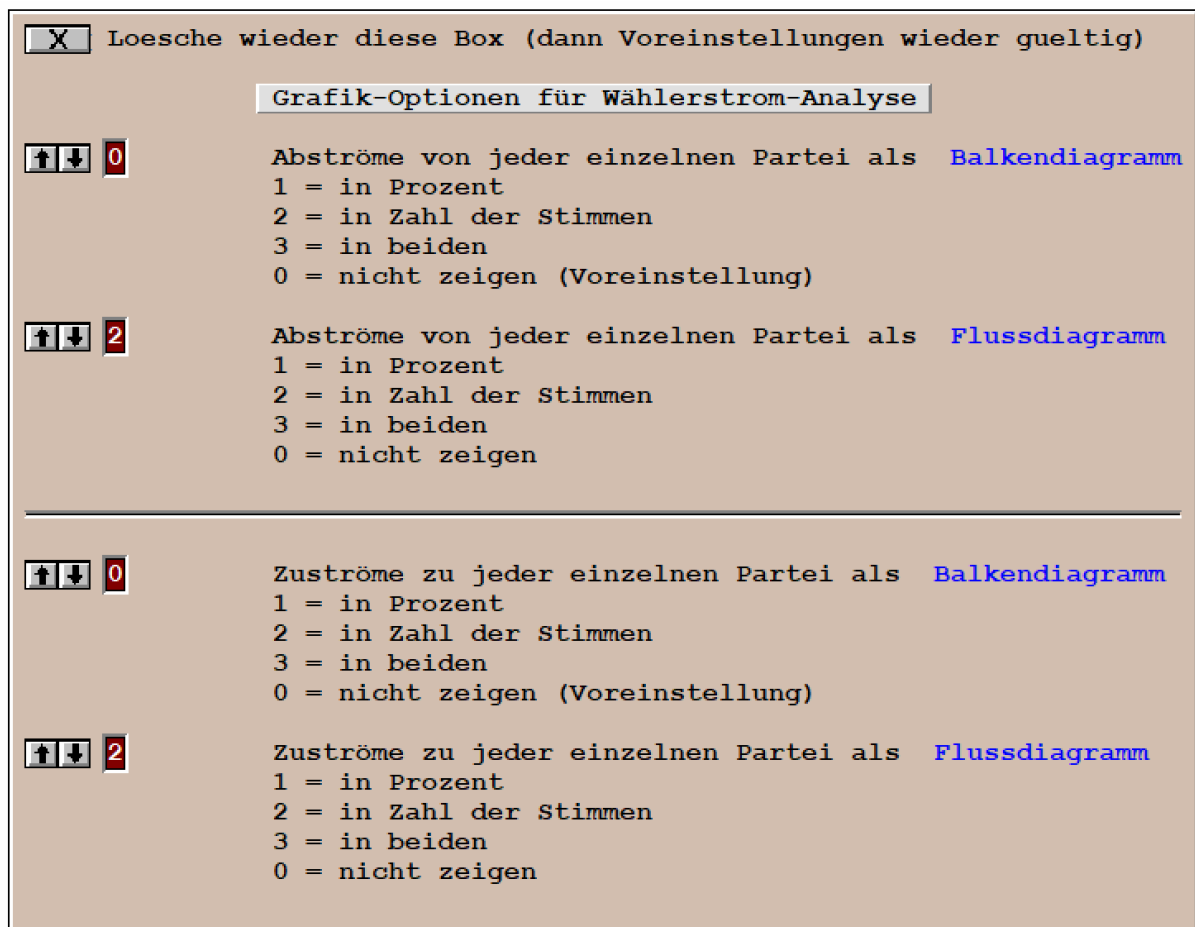 X Loesche wieder diese Box (dann Voreinstellungen wieder gueltig)
Grafik-Optionen für Wählerstrom-Analyse
0 Abströme von jeder einzelnen Partei als Balkendiagramm
1 = in Prozent
2 = in Zahl der Stimmen
3 = in beiden
0 = nicht zeigen (Voreinstellung)
2 Abströme von jeder einzelnen Partei als Flussdiagramm
1 = in Prozent
2 = in Zahl der Stimmen
3 = in beiden
0 = nicht zeigen
0 Zuströme zu jeder einzelnen Partei als Balkendiagramm
1 = in Prozent
2 = in Zahl der Stimmen
3 = in beiden
0 = nicht zeigen (Voreinstellung)
2 Zuströme zu jeder einzelnen Partei als Flussdiagramm
1 = in Prozent
2 = in Zahl der Stimmen
3 = in beiden
0 = nicht zeigen